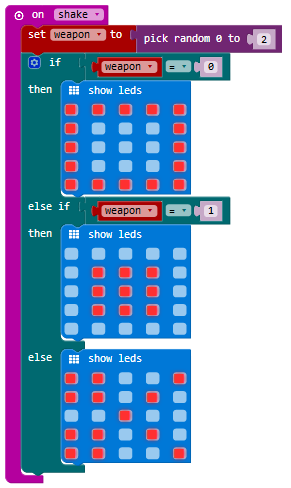 on shake
set weapon to pick random 0 to 2
if weapon = 0
then show leds
else if weapon = 1
then show leds
else show leds